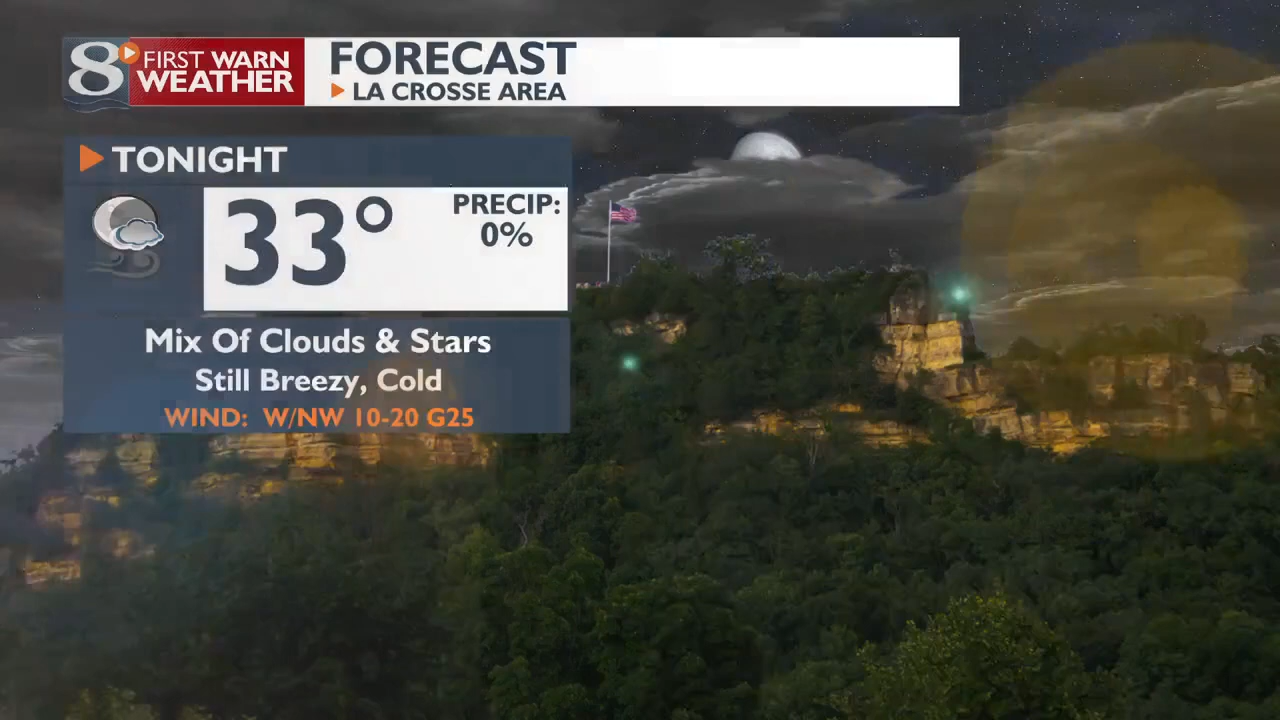 8 FIRST WARN
WEATHER
FORECAST
LA CROSSE AREA
TONIGHT
33°
PRECIP:
0%
Mix Of Clouds & Stars
Still Breezy, Cold
WIND: W/NW 10-20 G25